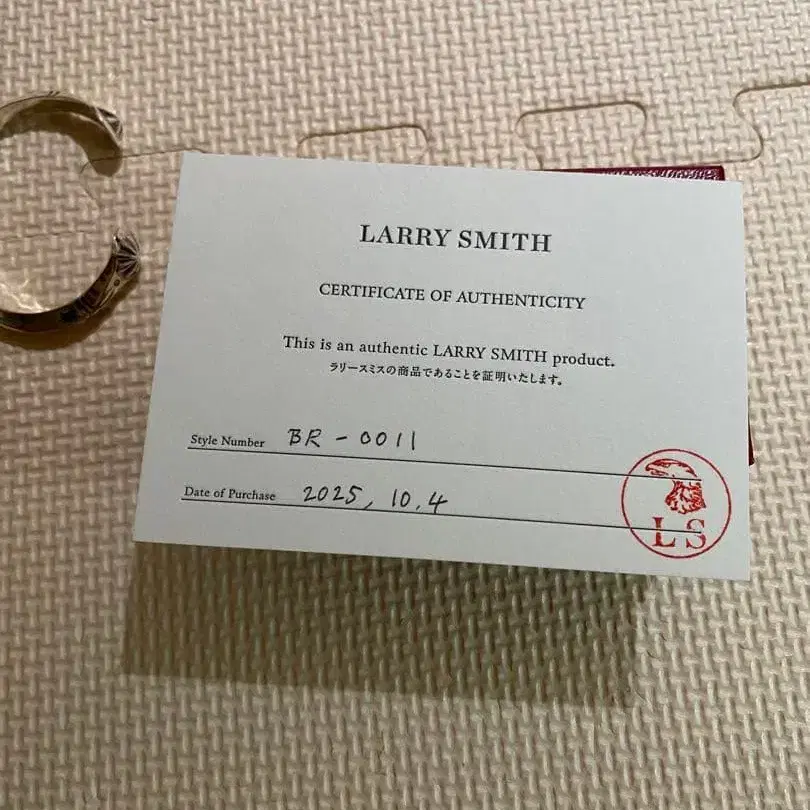 LARRY SMITH
CERTIFICATE OF AUTHENTICITY
This is an authentic LARRY SMITH product.
ラリースミスの商品であることを証明いたします。
Style Number BR - 0011
Date of Purchase 2025, 10.4
LS